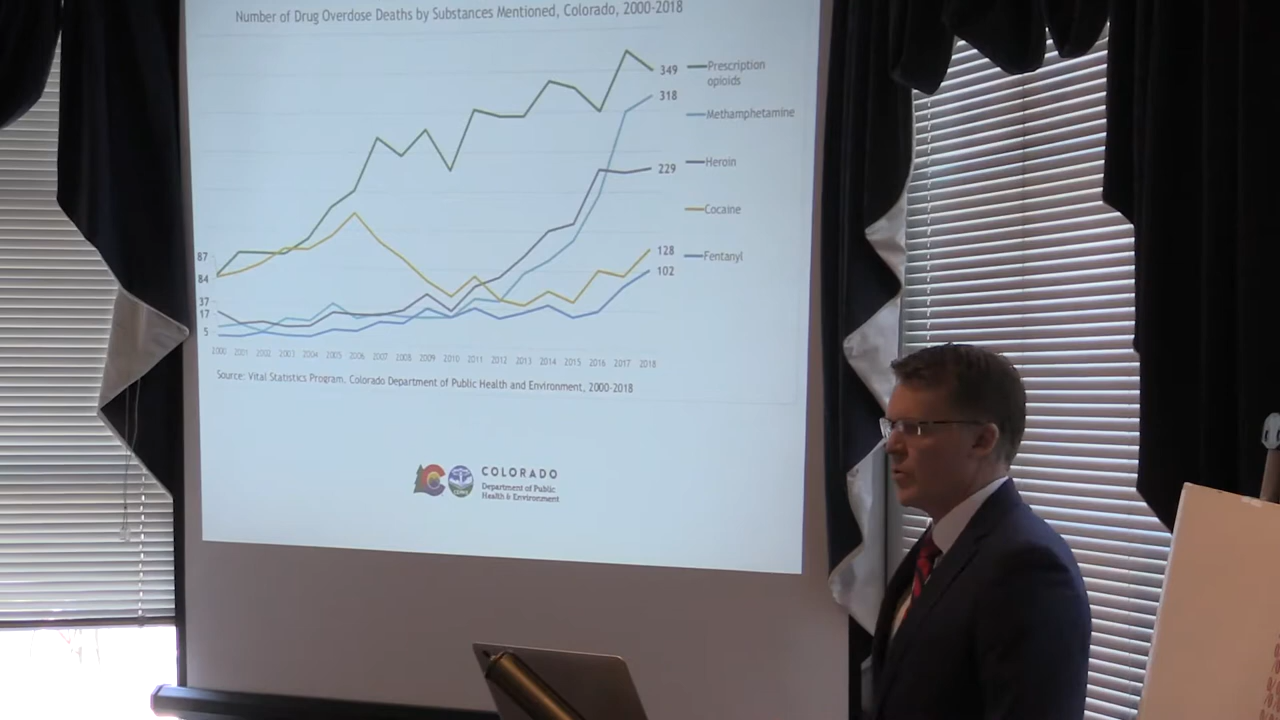 Number of Drug Overdose Deaths by Substances Mentioned, Colorado, 2000-2018
349
Prescription
opioids
318
Methamphetamine
229
Heroin
Cocaine
128
Fentanyl
102
87
84
37
17
5
2000 2001 2002 2003 2004 2005 2006 2007 2008 2009 2010 2011 2012 2013 2014 2015 2016 2017 2018
Source: Vital Statistics Program, Colorado Department of Public Health and Environment, 2000-2018
COLORADO
Department of Public
Health & Environment